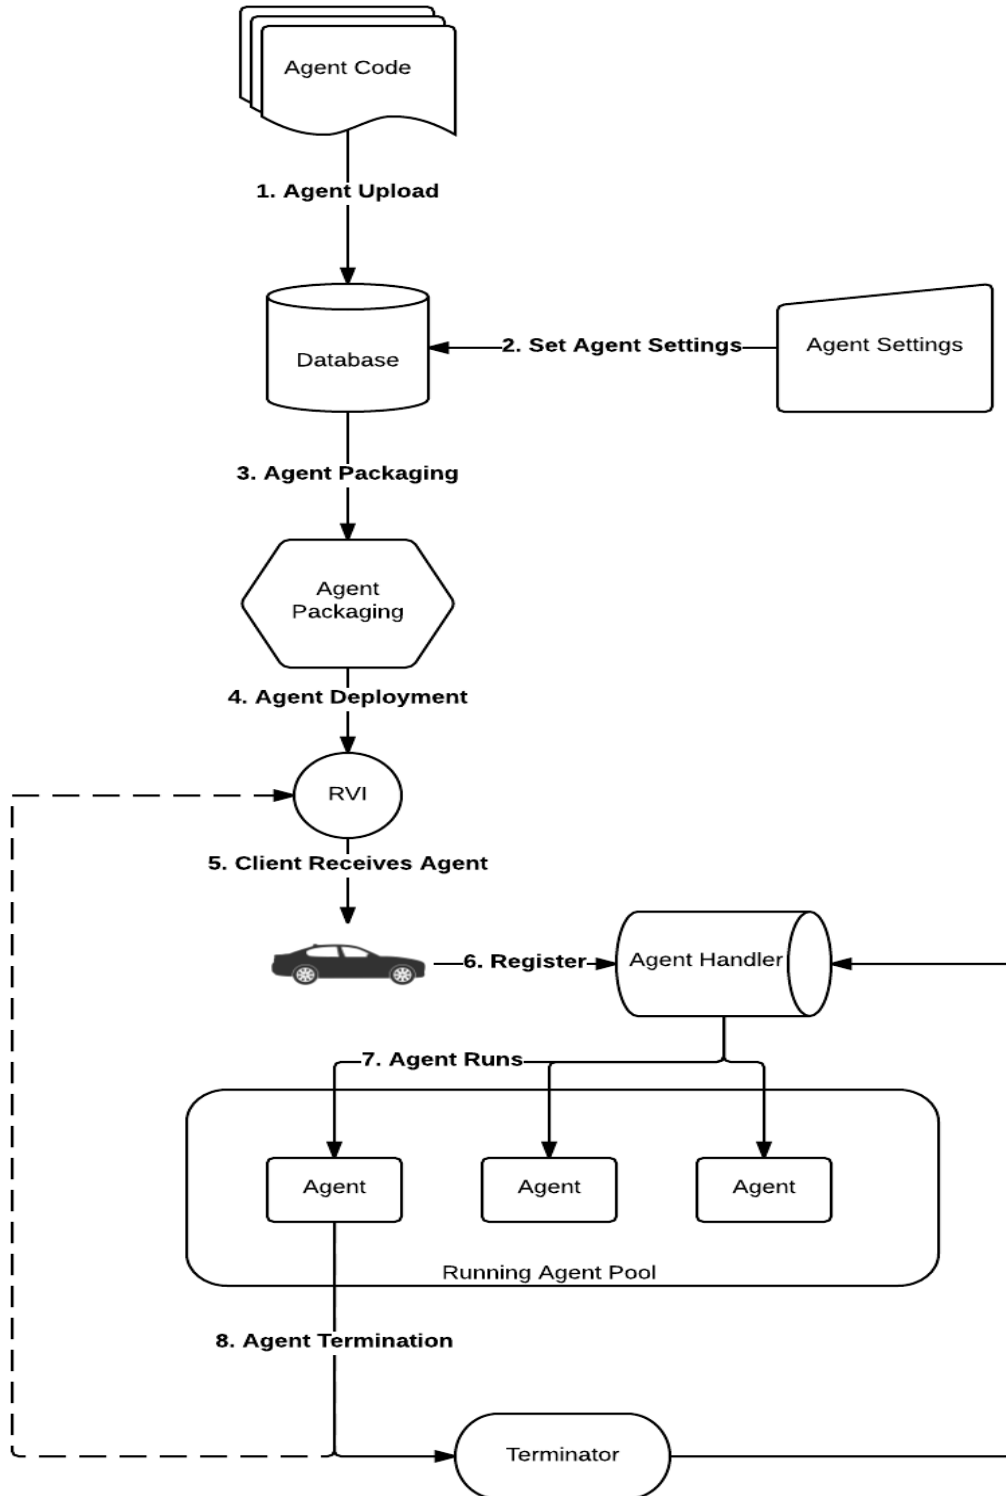 Agent Code
1. Agent Upload
Database
2. Set Agent Settings
Agent Settings
3. Agent Packaging
Agent
Packaging
4. Agent Deployment
RVI
5. Client Receives Agent
6. Register
Agent Handler
7. Agent Runs
Agent
Agent
Agent
Running Agent Pool
8. Agent Termination
Terminator